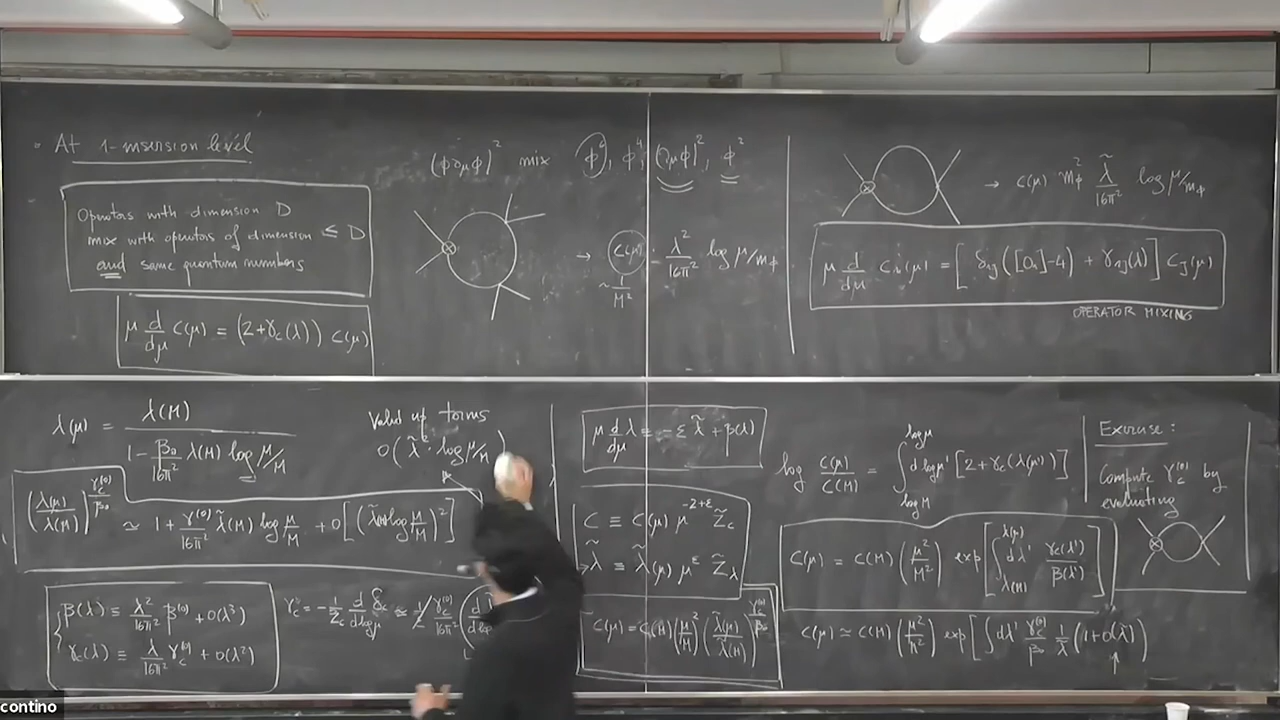 • At 1-insersion level
Operators with dimension D
mix with operators of dimension ≤ D
and same quantum numbers
μ d/dμ C(μ) = (2+γ_c(λ)) C(μ)
(φ∂μφ)² mix φ⁶, φ⁴, (∂μφ)², φ²
→ C(μ) λ²/16π² log μ/m_φ
~ 1/M²
→ C(μ) m_φ² λ̃/16π² log μ/m_φ
μ d/dμ C_i(μ) = [δ_ij([O_i]-4) + γ_ij(λ)] C_j(μ)
OPERATOR MIXING
λ(μ) = λ(M) / (1 - β₀/16π² λ(M) log μ/M)
Valid up terms
(λ(μ)/λ(M))^(γ_c^(0)/β₀) ≃ 1 + γ_c^(0)/16π² λ̃(M) log μ/M + O[(λ̃ log μ/M)²]
β(λ) = λ²/16π² β^(0) + O(λ³)
γ_c(λ) = λ/16π² γ_c^(0) + O(λ²)
μ d/dμ λ = -ε λ̃ + β(λ)
C ≡ C(μ) μ^(-2+ε) Z̃_c
λ̃ ≡ λ̃(μ) μ^ε Z̃_λ
C(μ) = C(M) (μ²/M²) (λ̃(μ)/λ̃(M))^(γ_c^(0)/β₀)
log C(μ)/C(M) = ∫_(log M)^(log μ) d log μ' [2+γ_c(λ(μ'))]
C(μ) = C(M) (μ²/M²) exp[∫_(λ(M))^(λ(μ)) dλ' γ_c(λ')/β(λ')]
C(μ) ≃ C(M) (μ²/M²) exp[∫dλ' γ_c^(0)/β₀ 1/λ̃ (1+O(λ̃))]
Exercise:
Compute γ_c^(0) by
evaluating
contino